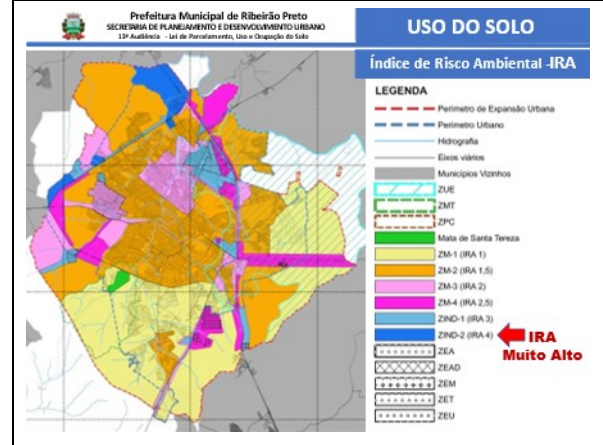 Prefeitura Municipal de Ribeirão Preto
SECRETARIA DE PLANEJAMENTO E DESENVOLVIMENTO URBANO
13ª Audiência - Lei de Parcelamento, Uso e Ocupação do Solo
USO DO SOLO
Índice de Risco Ambiental -IRA
LEGENDA
Perímetro de Expansão Urbana
Perímetro Urbano
Hidrografia
Eixos viários
Municípios Vizinhos
ZUE
ZMT
ZPC
Mata de Santa Tereza
ZM-1 (IRA 1)
ZM-2 (IRA 1,5)
ZM-3 (IRA 2)
ZM-4 (IRA 2,5)
ZIND-1 (IRA 3)
ZIND-2 (IRA 4)
IRA
Muito Alto
ZEA
ZEAD
ZEM
ZET
ZEU